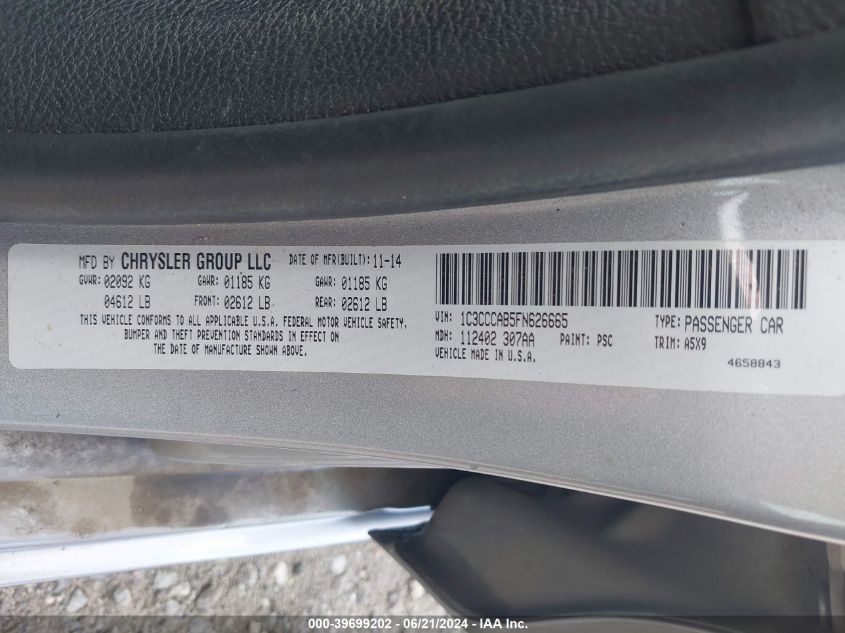 MFD BY CHRYSLER GROUP LLC DATE OF MFR(BUILT): 11-14
GVWR: 02092 KG GAWR: 01185 KG GAWR: 01185 KG
04612 LB FRONT: 02612 LB REAR: 02612 LB
THIS VEHICLE CONFORMS TO ALL APPLICABLE U.S.A. FEDERAL MOTOR VEHICLE SAFETY,
BUMPER AND THEFT PREVENTION STANDARDS IN EFFECT ON
THE DATE OF MANUFACTURE SHOWN ABOVE.
VIN: 1C3CCCAB5FN626665 TYPE: PASSENGER CAR
MDH: 112402 307AA PAINT: PSC TRIM: A5X9
VEHICLE MADE IN U.S.A. 4658843
000-39699202 - 06/21/2024 - IAAI.com